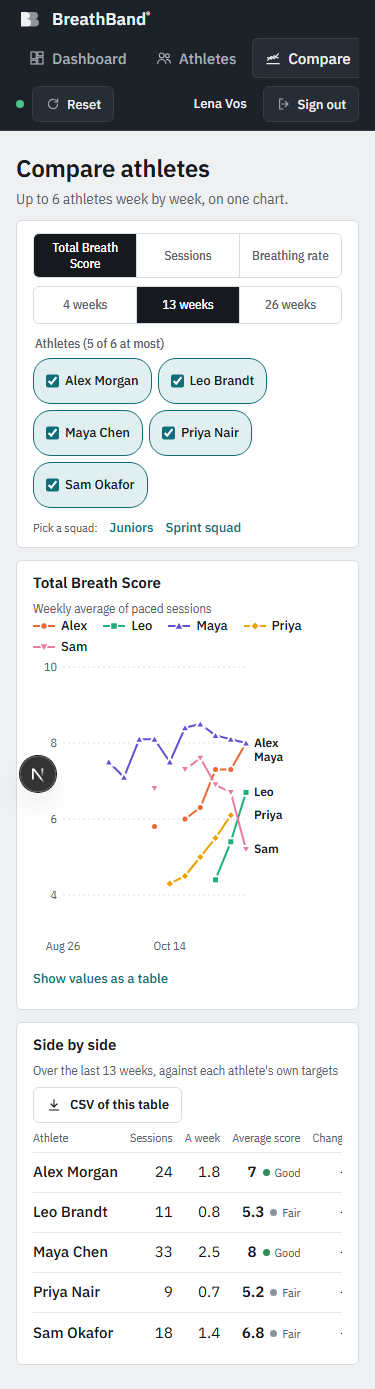 BreathBand®
Dashboard Athletes Compare
Reset Lena Vos Sign out
Compare athletes
Up to 6 athletes week by week, on one chart.
Total Breath Score Sessions Breathing rate
4 weeks 13 weeks 26 weeks
Athletes (5 of 6 at most)
Alex Morgan Leo Brandt
Maya Chen Priya Nair
Sam Okafor
Pick a squad: Juniors Sprint squad
Total Breath Score
Weekly average of paced sessions
Alex Leo Maya Priya
Sam
10
8
Alex
Maya
N
Leo
6
Priya
Sam
4
Aug 26 Oct 14
Show values as a table
Side by side
Over the last 13 weeks, against each athlete's own targets
CSV of this table
Athlete Sessions A week Average score
Alex Morgan 24 1.8 7 Good
Leo Brandt 11 0.8 5.3 Fair
Maya Chen 33 2.5 8 Good
Priya Nair 9 0.7 5.2 Fair
Sam Okafor 18 1.4 6.8 Fair